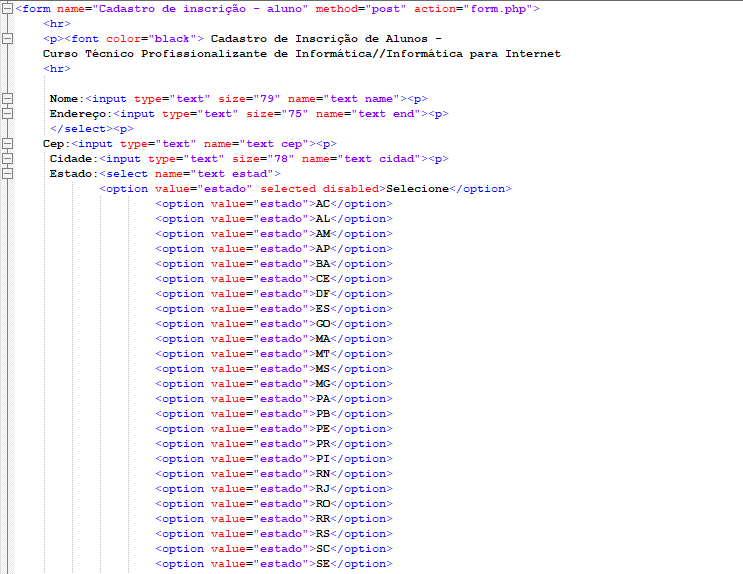 <form name="Cadastro de inscrição - aluno" method="post" action="form.php">
<hr>
<p><font color="black"> Cadastro de Inscrição de Alunos -
Curso Técnico Profissionalizante de Informática//Informática para Internet
<hr>
Nome:<input type="text" size="79" name="text name"><p>
Endereço:<input type="text" size="75" name="text end"><p>
</select><p>
Cep:<input type="text" name="text cep"><p>
Cidade:<input type="text" size="78" name="text cidad"><p>
Estado:<select name="text estad">
<option value="estado" selected disabled>Selecione</option>
<option value="estado">AC</option>
<option value="estado">AL</option>
<option value="estado">AM</option>
<option value="estado">AP</option>
<option value="estado">BA</option>
<option value="estado">CE</option>
<option value="estado">DF</option>
<option value="estado">ES</option>
<option value="estado">GO</option>
<option value="estado">MA</option>
<option value="estado">MT</option>
<option value="estado">MS</option>
<option value="estado">MG</option>
<option value="estado">PA</option>
<option value="estado">PB</option>
<option value="estado">PE</option>
<option value="estado">PR</option>
<option value="estado">PI</option>
<option value="estado">RN</option>
<option value="estado">RJ</option>
<option value="estado">RO</option>
<option value="estado">RR</option>
<option value="estado">RS</option>
<option value="estado">SC</option>
<option value="estado">SE</option>